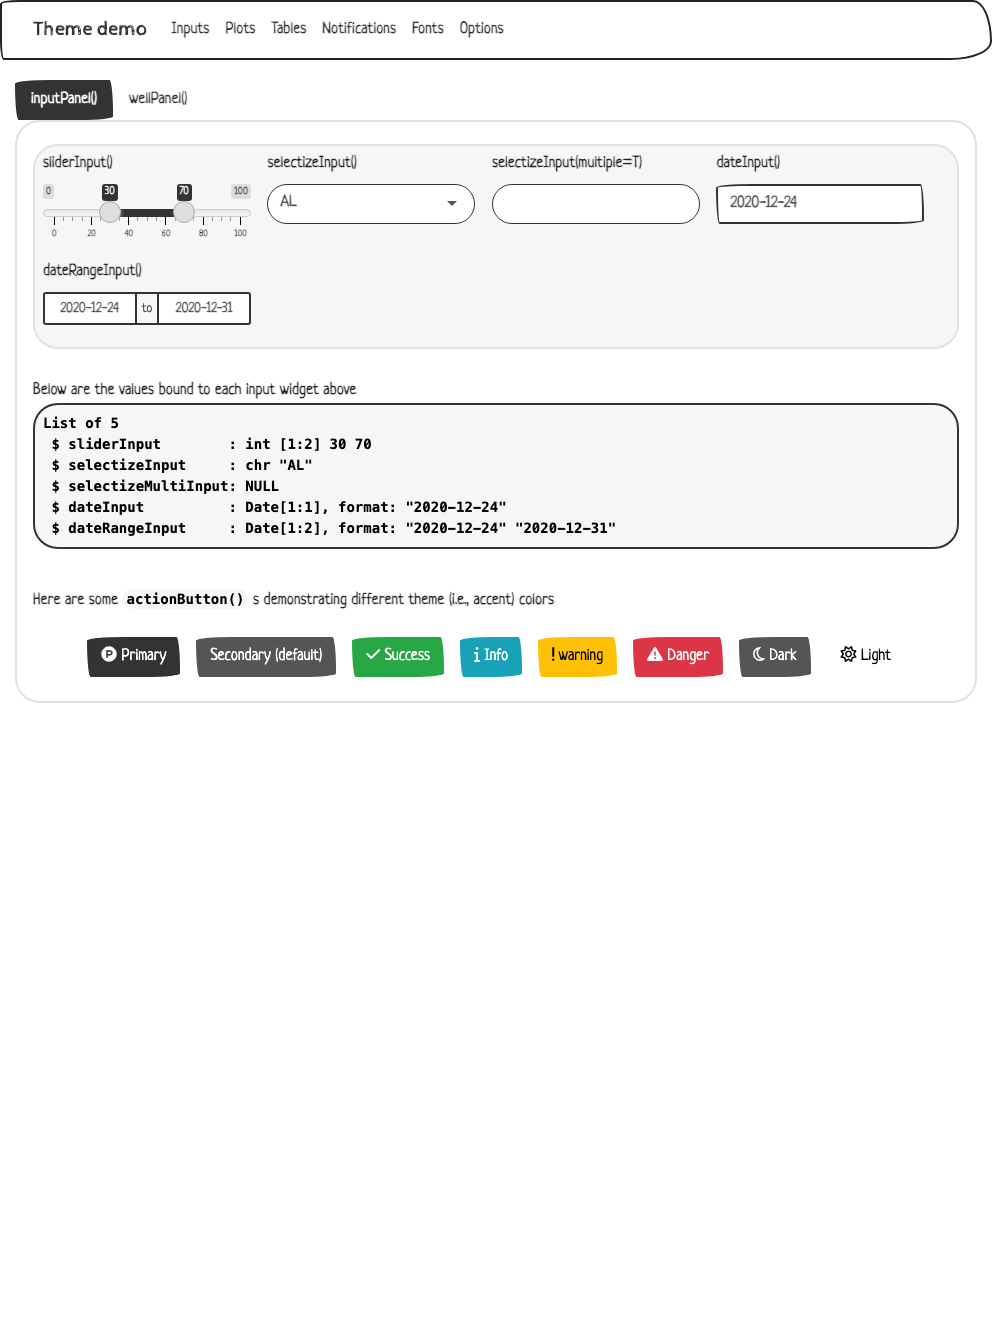 Theme demo Inputs Plots Tables Notifications Fonts Options
inputPanel() wellPanel()
sliderInput() selectizeInput() selectizeInput(multiple=T) dateInput()
0 30 70 100
AL
2020-12-24
0 20 40 60 80 100
dateRangeInput()
2020-12-24 to 2020-12-31
Below are the values bound to each input widget above
List of 5
$ sliderInput : int [1:2] 30 70
$ selectizeInput : chr "AL"
$ selectizeMultiInput: NULL
$ dateInput : Date[1:1], format: "2020-12-24"
$ dateRangeInput : Date[1:2], format: "2020-12-24" "2020-12-31"
Here are some actionButton() s demonstrating different theme (i.e., accent) colors
Primary Secondary (default) Success Info warning Danger Dark Light